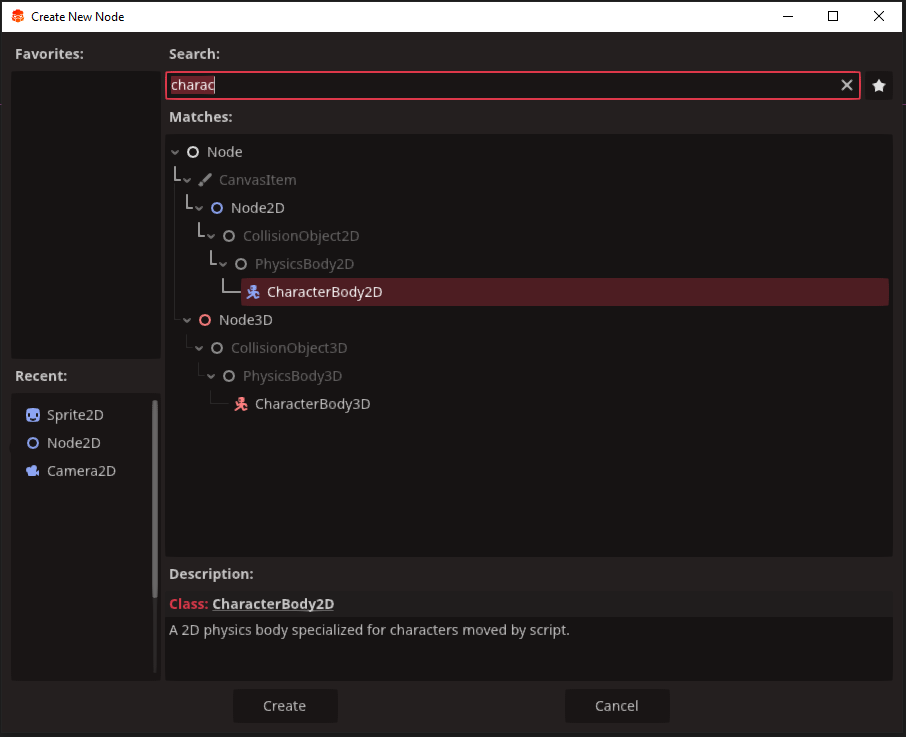 Create New Node
Favorites:
Search:
charac
Matches:
Node
CanvasItem
Node2D
CollisionObject2D
PhysicsBody2D
CharacterBody2D
Node3D
CollisionObject3D
PhysicsBody3D
CharacterBody3D
Recent:
Sprite2D
Node2D
Camera2D
Description:
Class: CharacterBody2D
A 2D physics body specialized for characters moved by script.
Create
Cancel